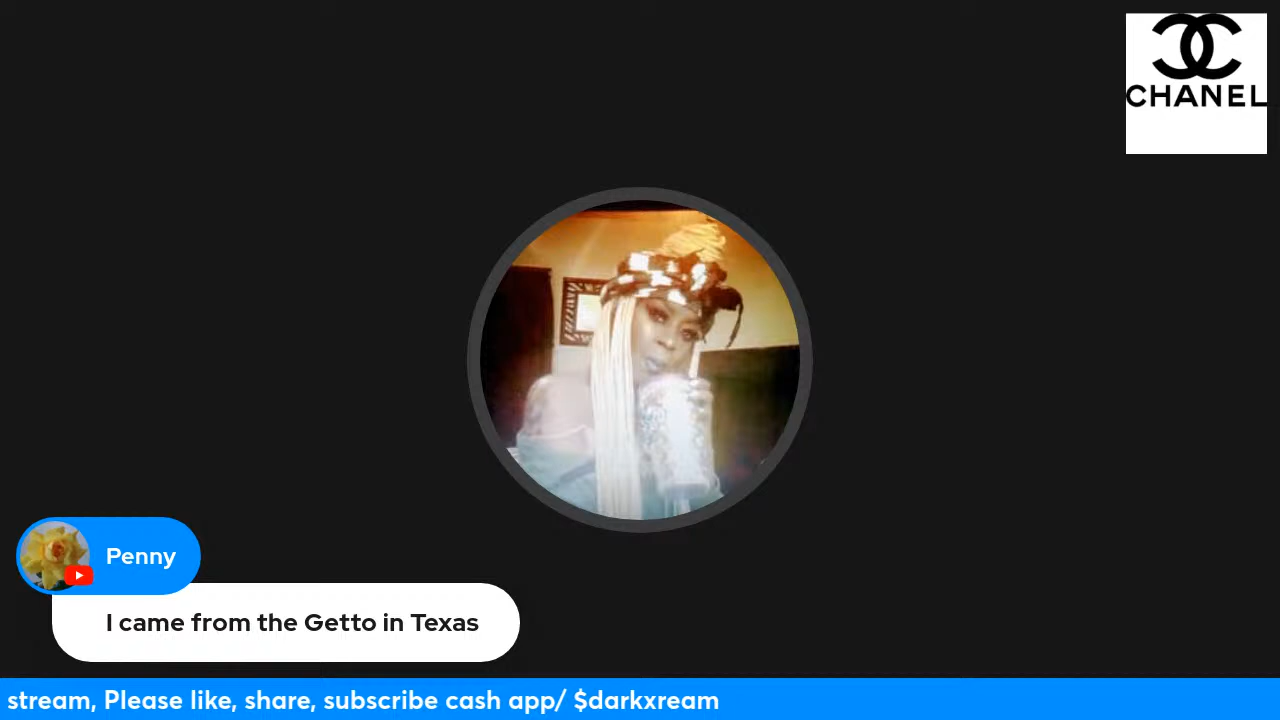 CHANEL
Penny
I came from the Getto in Texas
stream, Please like, share, subscribe cash app/ $darkxream